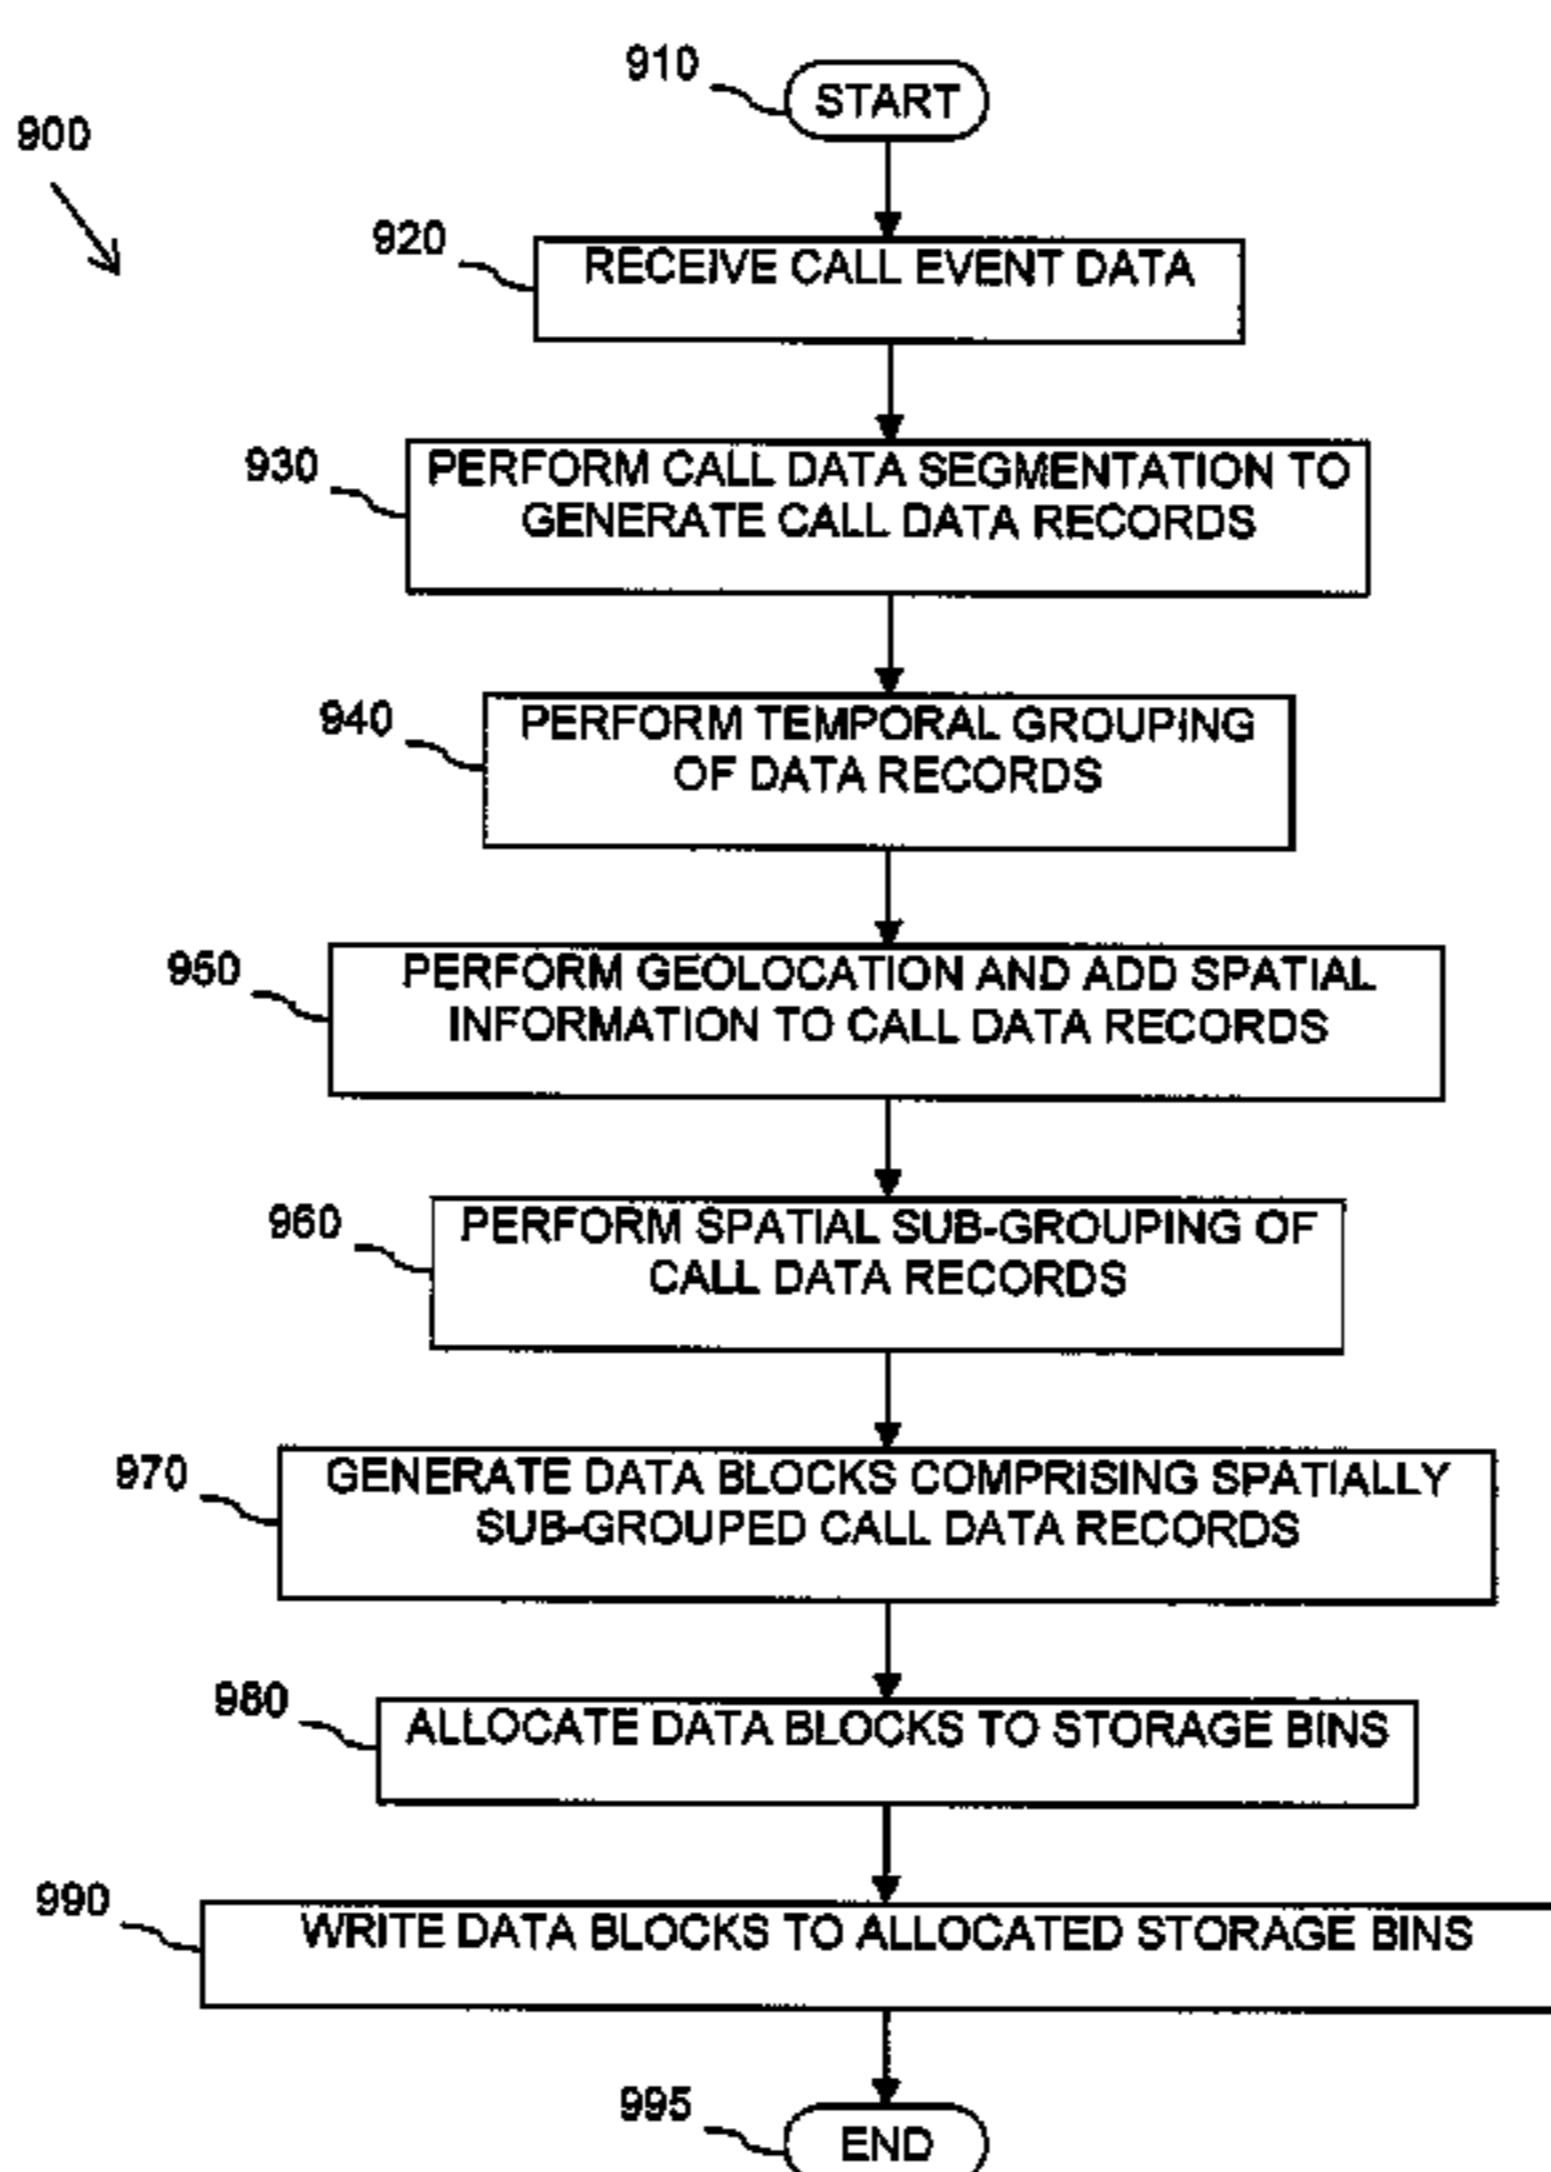 910
START
900
920
RECEIVE CALL EVENT DATA
930
PERFORM CALL DATA SEGMENTATION TO
GENERATE CALL DATA RECORDS
940
PERFORM TEMPORAL GROUPING
OF DATA RECORDS
950
PERFORM GEOLOCATION AND ADD SPATIAL
INFORMATION TO CALL DATA RECORDS
960
PERFORM SPATIAL SUB-GROUPING OF
CALL DATA RECORDS
970
GENERATE DATA BLOCKS COMPRISING SPATIALLY
SUB-GROUPED CALL DATA RECORDS
980
ALLOCATE DATA BLOCKS TO STORAGE BINS
990
WRITE DATA BLOCKS TO ALLOCATED STORAGE BINS
995
END